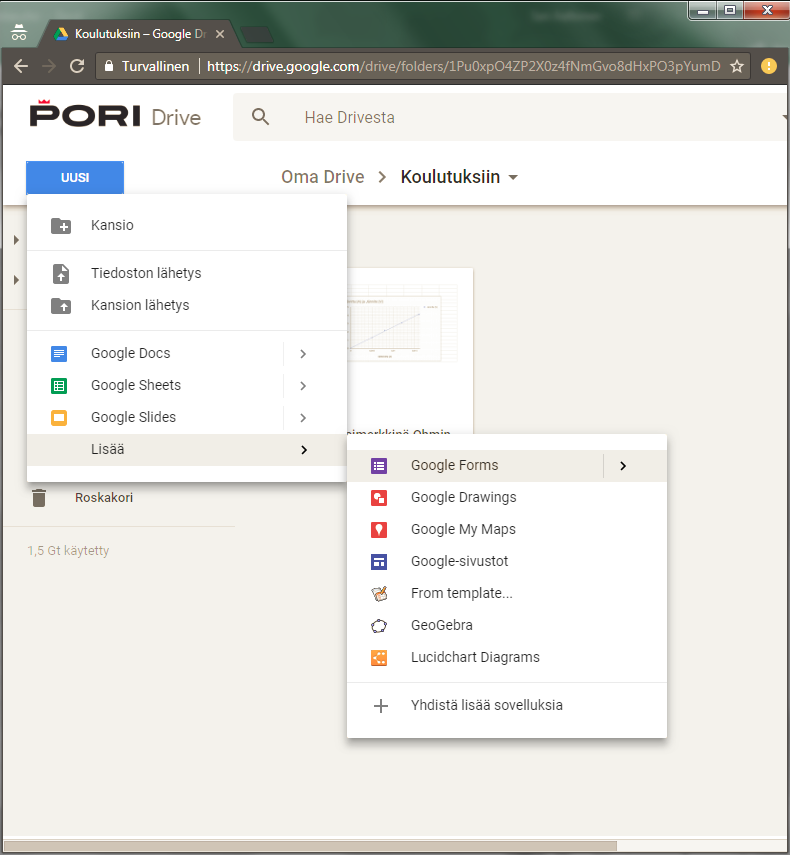 Koulutuksiin – Google Dr
Turvallinen
https://drive.google.com/drive/folders/1Pu0xpO4ZP2X0z4fNmGvo8dHxPO3pYumD
PORI Drive
Hae Drivesta
UUSI
Oma Drive > Koulutuksiin
Kansio
Tiedoston lähetys
Kansion lähetys
Google Docs
Google Sheets
Google Slides
Lisää
Google Forms
Google Drawings
Google My Maps
Google-sivustot
From template...
GeoGebra
Lucidchart Diagrams
Yhdistä lisää sovelluksia
Roskakori
1,5 Gt käytetty